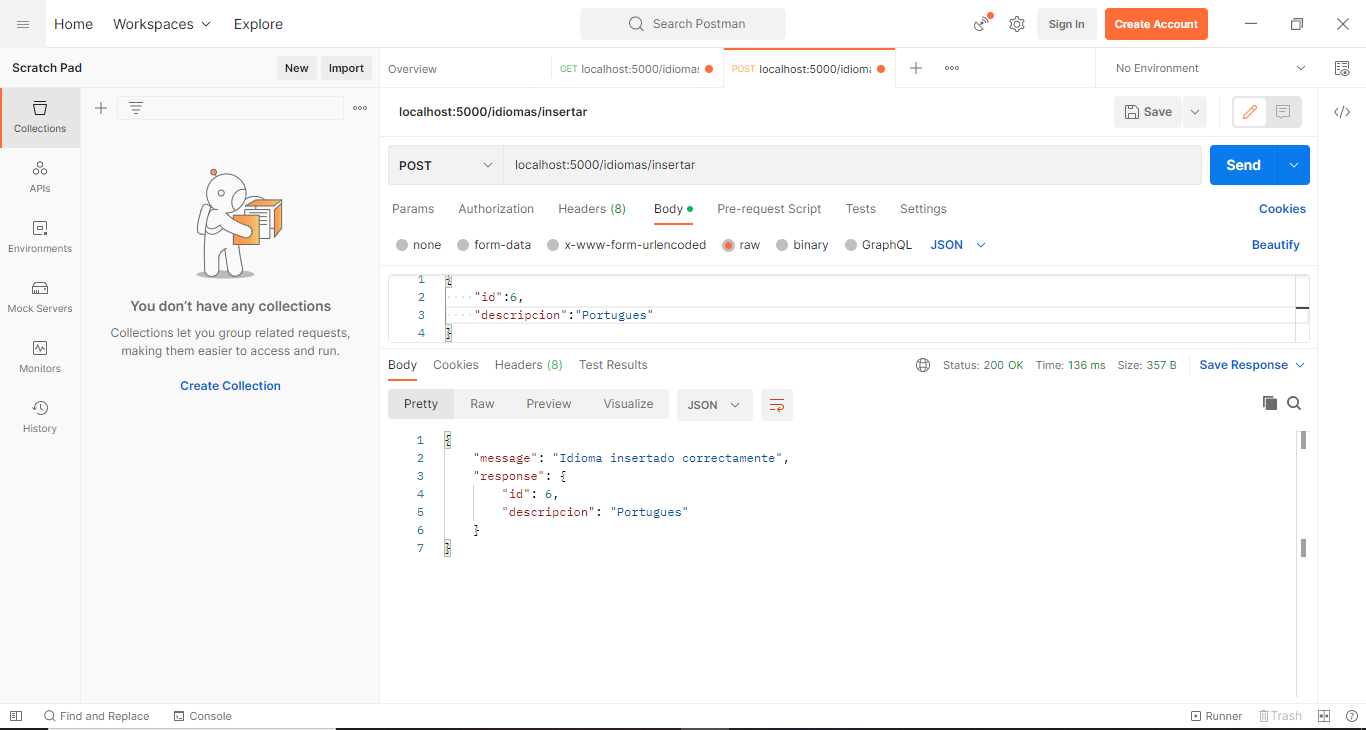 Home Workspaces Explore Search Postman Sign In Create Account
Scratch Pad New Import Overview GET localhost:5000/idiomas POST localhost:5000/idioma No Environment
Collections
APIs
Environments
Mock Servers
Monitors
History
You don't have any collections
Collections let you group related requests,
making them easier to access and run.
Create Collection
localhost:5000/idiomas/insertar Save
POST localhost:5000/idiomas/insertar Send
Params Authorization Headers (8) Body Pre-request Script Tests Settings Cookies
none form-data x-www-form-urlencoded raw binary GraphQL JSON Beautify
1 {
2 "id":6,
3 "descripcion":"Portugues"
4 }
Body Cookies Headers (8) Test Results Status: 200 OK Time: 136 ms Size: 357 B Save Response
Pretty Raw Preview Visualize JSON
1 {
2 "message": "Idioma insertado correctamente",
3 "response": {
4 "id": 6,
5 "descripcion": "Portugues"
6 }
7 }
Find and Replace Console Runner Trash